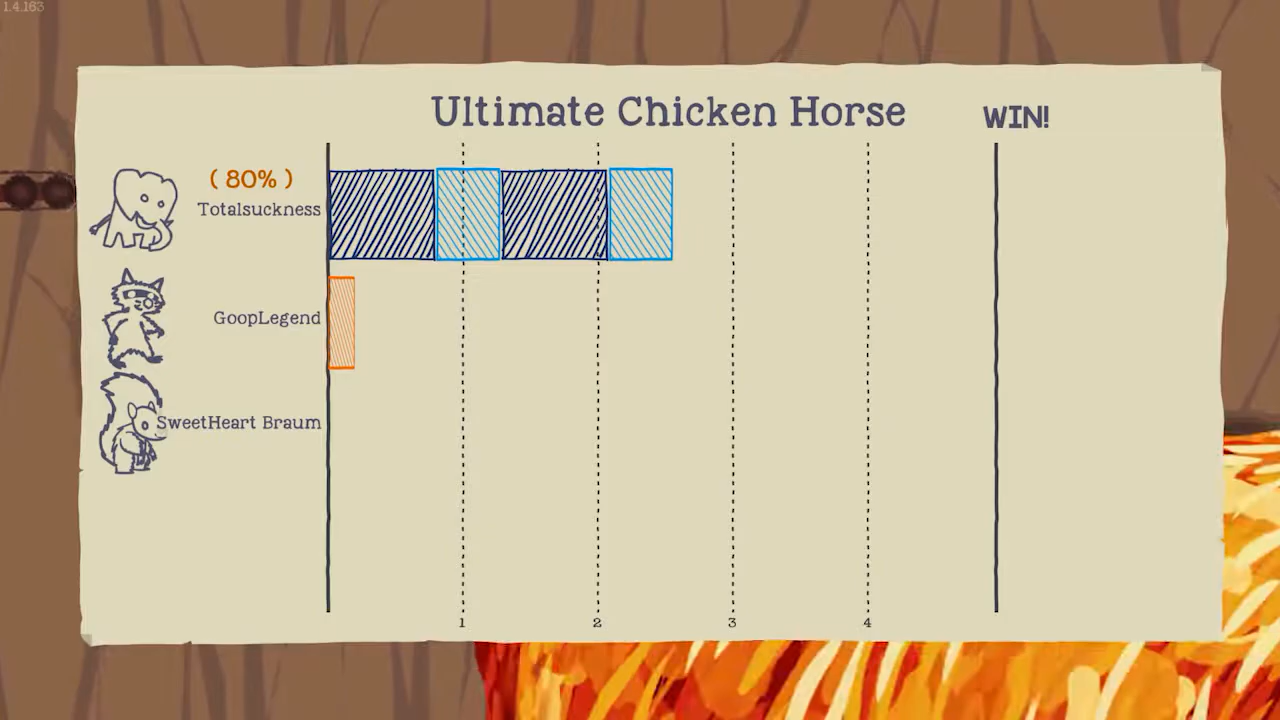 1.4.163
Ultimate Chicken Horse
WIN!
( 80% )
Totalsuckness
GoopLegend
SweetHeart Braum
1 2 3 4